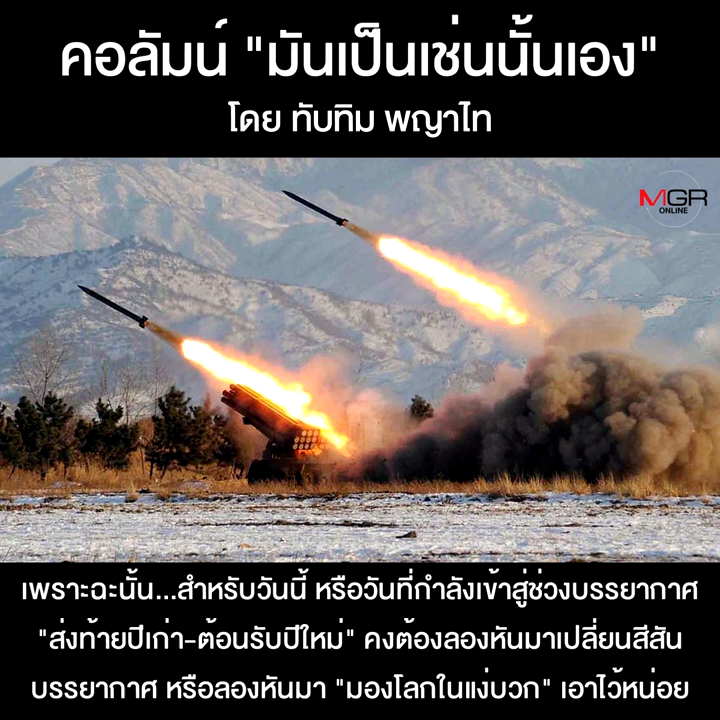 คอลัมน์ "มันเป็นเช่นนั้นเอง"
โดย ทับทิม พญาไท
MGR
ONLINE
เพราะฉะนั้น...สำหรับวันนี้ หรือวันที่กำลังเข้าสู่ช่วงบรรยากาศ
"ส่งท้ายปีเก่า-ต้อนรับปีใหม่" คงต้องลองหันมาเปลี่ยนสีสัน
บรรยากาศ หรือลองหันมา "มองโลกในแง่บวก" เอาไว้หน่อย